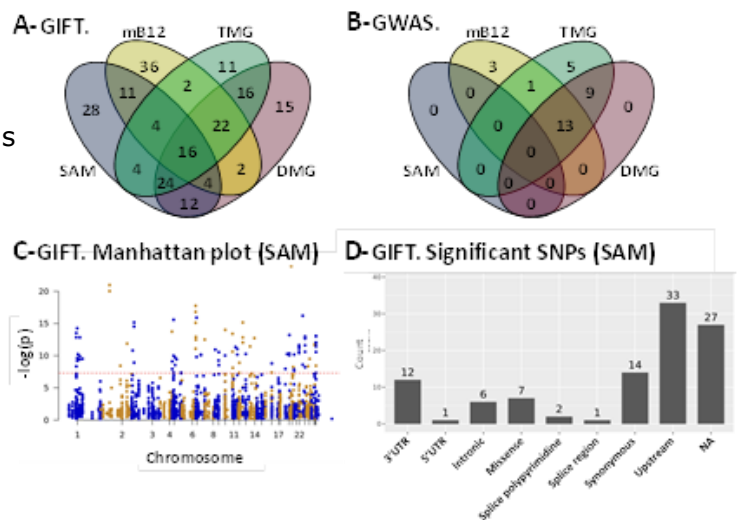 A-GIFT.
mB12
TMG
36
11
2
11
16
28
15
4
22
16
SAM
4
24
4
2
DMG
12
s
B-GWAS.
mB12
TMG
3
5
0
1
9
0
0
0
13
0
SAM
0
0
0
0
DMG
0
C-GIFT. Manhattan plot (SAM)
-log(p)
20
15
10
5
0
1 2 3 4 6 8 11 14 17 22
Chromosome
D-GIFT. Significant SNPs (SAM)
Count
40
30
20
10
0
12
1
6
7
2
1
14
33
27
3'UTR
5'UTR
Intronic
Missense
Splice polypyrimidine
Splice region
Synonymous
Upstream
NA